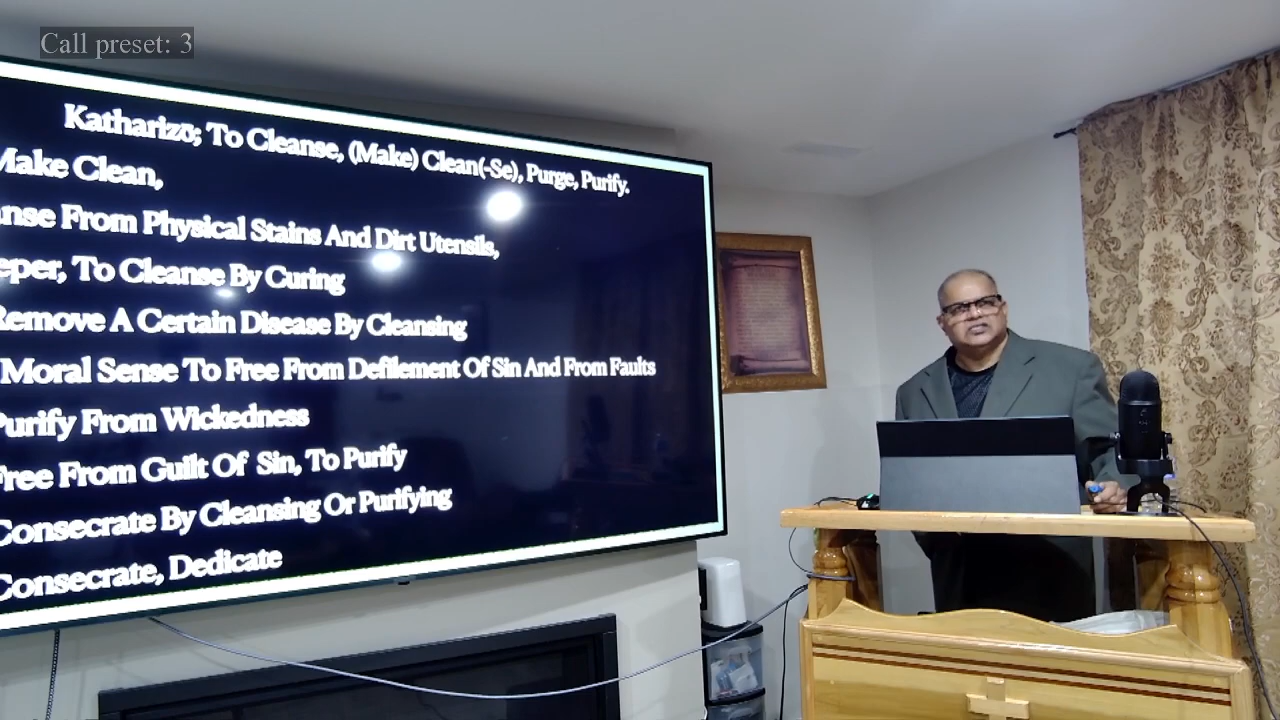 Call preset: 3
Katharizo; To Cleanse, (Make) Clean(-Se), Purge, Purify.
Make Clean,
From Physical Stains And Dirt Utensils,
To Cleanse By Curing
Remove A Certain Disease By Cleansing
Moral Sense To Free From Defilement Of Sin And From Faults
Purify From Wickedness
Free From Guilt Of Sin, To Purify
Consecrate By Cleansing Or Purifying
Consecrate, Dedicate